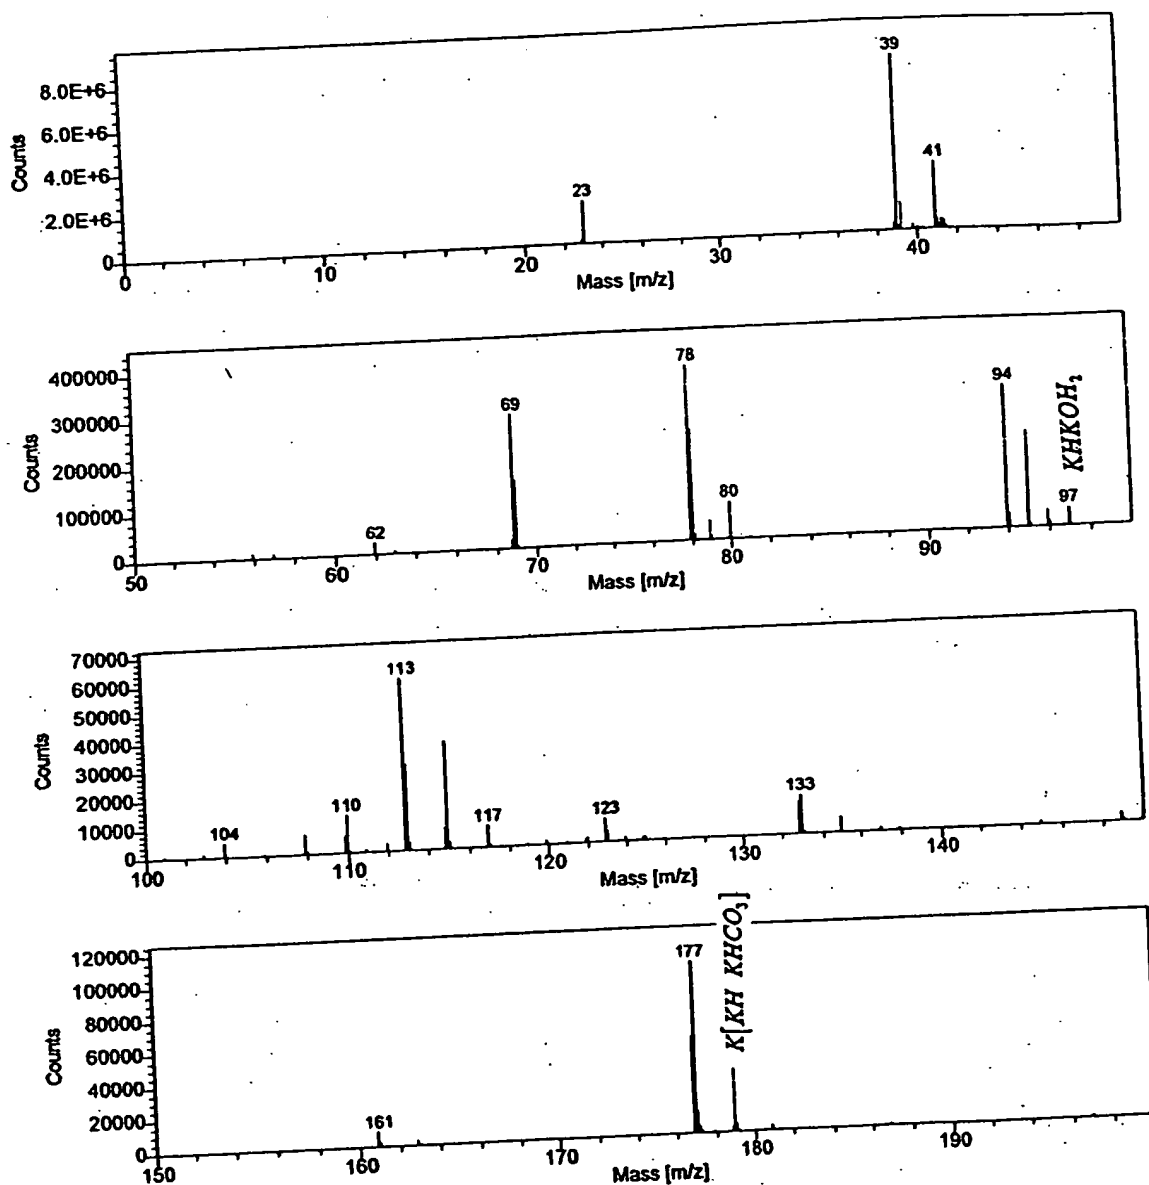 39
8.0E+6
6.0E+6
41
4.0E+6
23
2.0E+6
0
Counts
0 10 20 30 40
Mass [m/z]
78
94
400000
69
300000
KHKOH₂
200000
80
97
100000
62
0
Counts
50 60 70 80 90
Mass [m/z]
70000
113
60000
50000
40000
30000
133
20000
110
117
123
10000
104
0
Counts
100 110 120 130 140
Mass [m/z]
120000
177
K[KH KHCO₃]
100000
80000
60000
40000
20000
161
0
Counts
150 160 170 180 190
Mass [m/z]